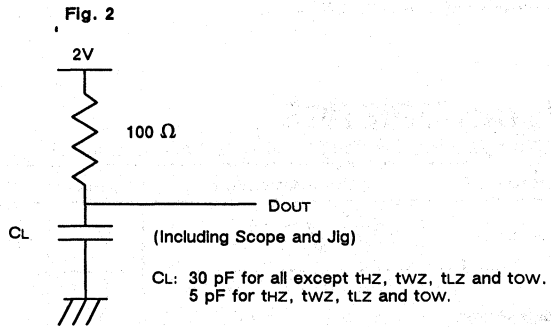 Fig. 2
2V
100 Ω
DOUT
CL
(Including Scope and Jig)
CL: 30 pF for all except tHZ, tWZ, tLZ and tOW.
5 pF for tHZ, tWZ, tLZ and tOW.